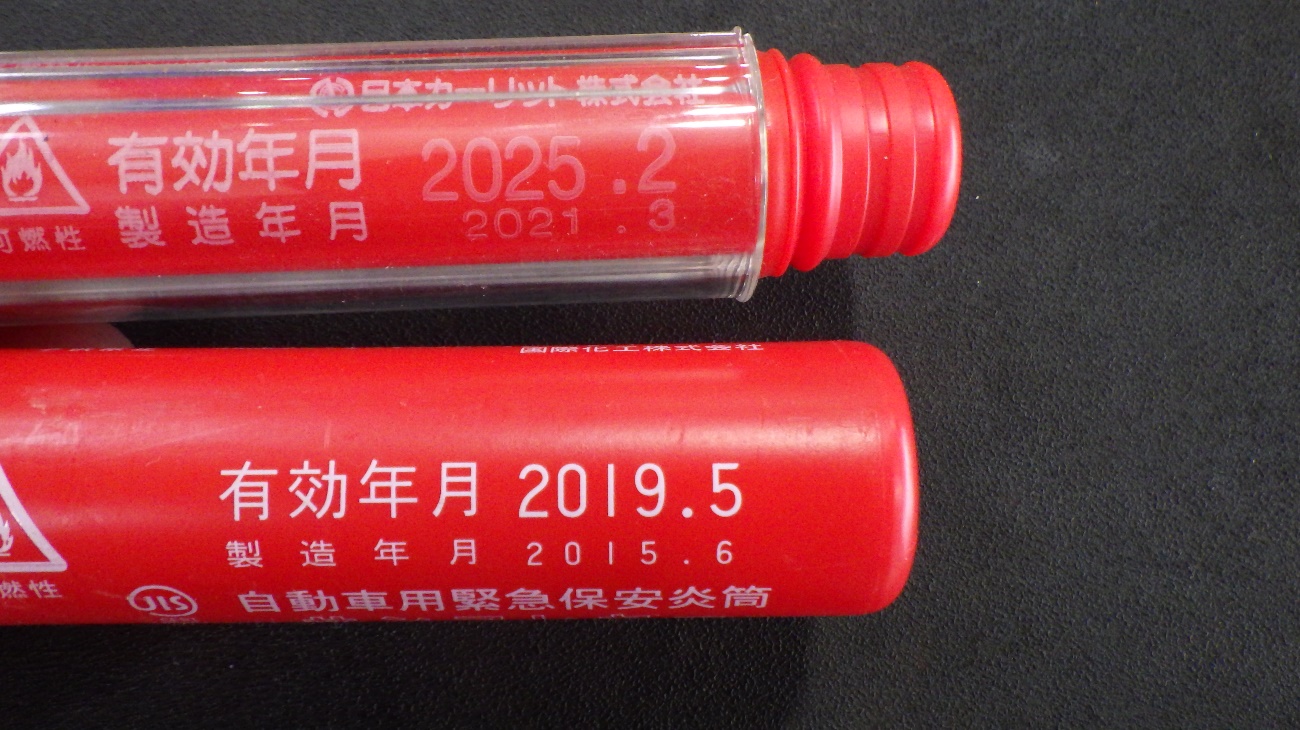 日本カーリット 株式会社
有効年月 2025.2
製造年月 2021.3
可燃性
国際化工株式会社
有効年月 2019.5
製造年月 2015.6
燃性
JIS 自動車用緊急保安炎筒